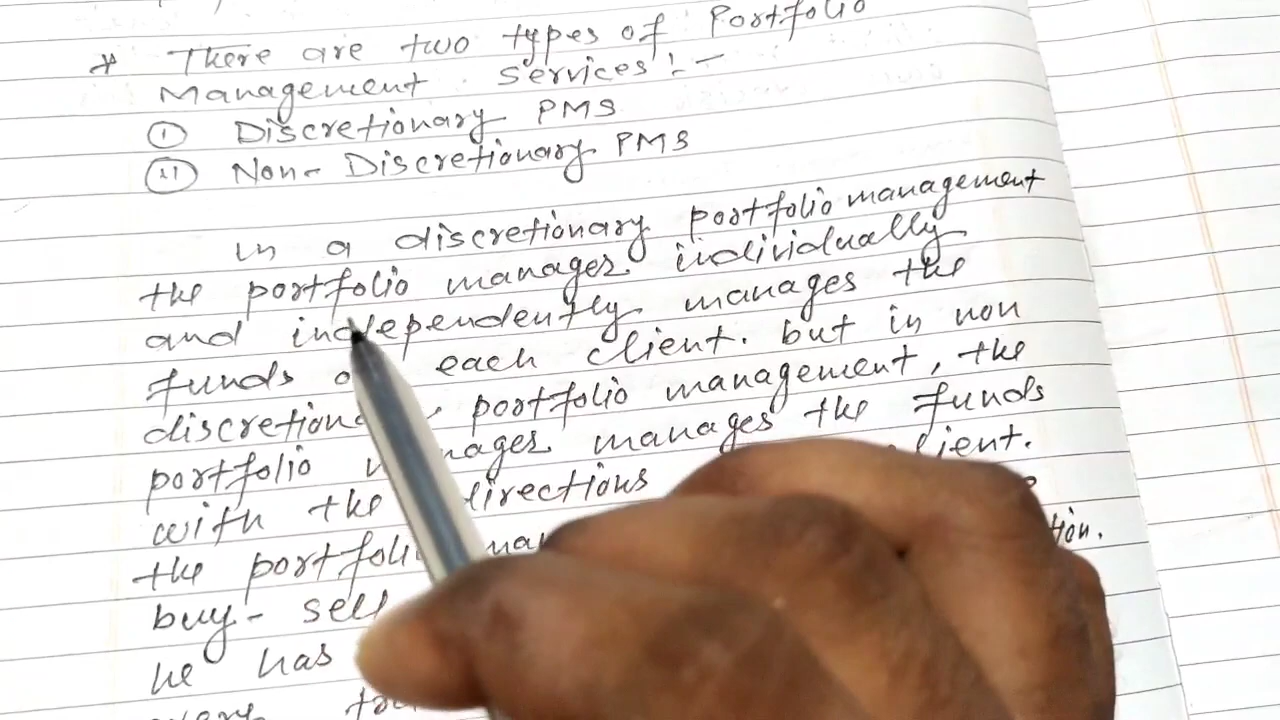 * There are two types of Portfolio
Management Services:-
(i) Discretionary PMS
(ii) Non-Discretionary PMS
In a discretionary portfolio management
the portfolio manager individually
and independently manages the
funds each client. but in non
portfolio management, the
portfolio manages the funds
with the directions client.
the
buy- sell
he has
every